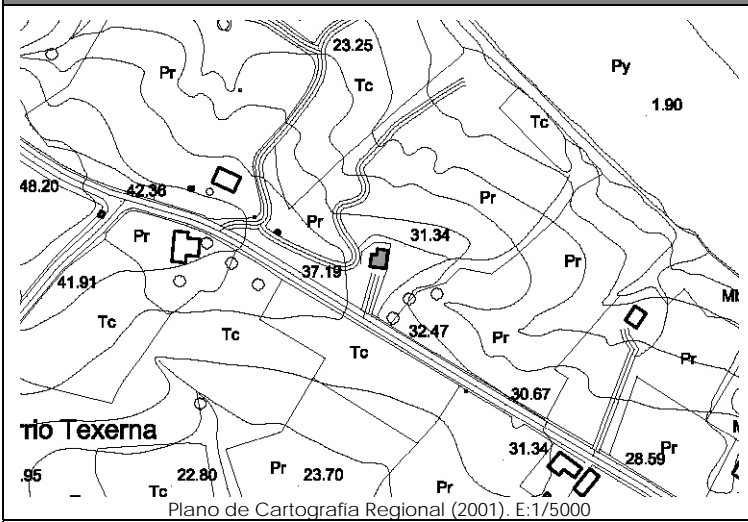 23.25
Pr
Tc
Py
1.90
Tc
48.20
42.36
Pr
Pr
Pr
31.34
Pr
41.91
37.19
Tc
Tc
Tc
32.47
Pr
Pr
30.67
rio Texerna
31.34
28.59
Pr
.95
22.80
Pr
23.70
Tc
Pr
Plano de Cartografía Regional (2001). E:1/5000